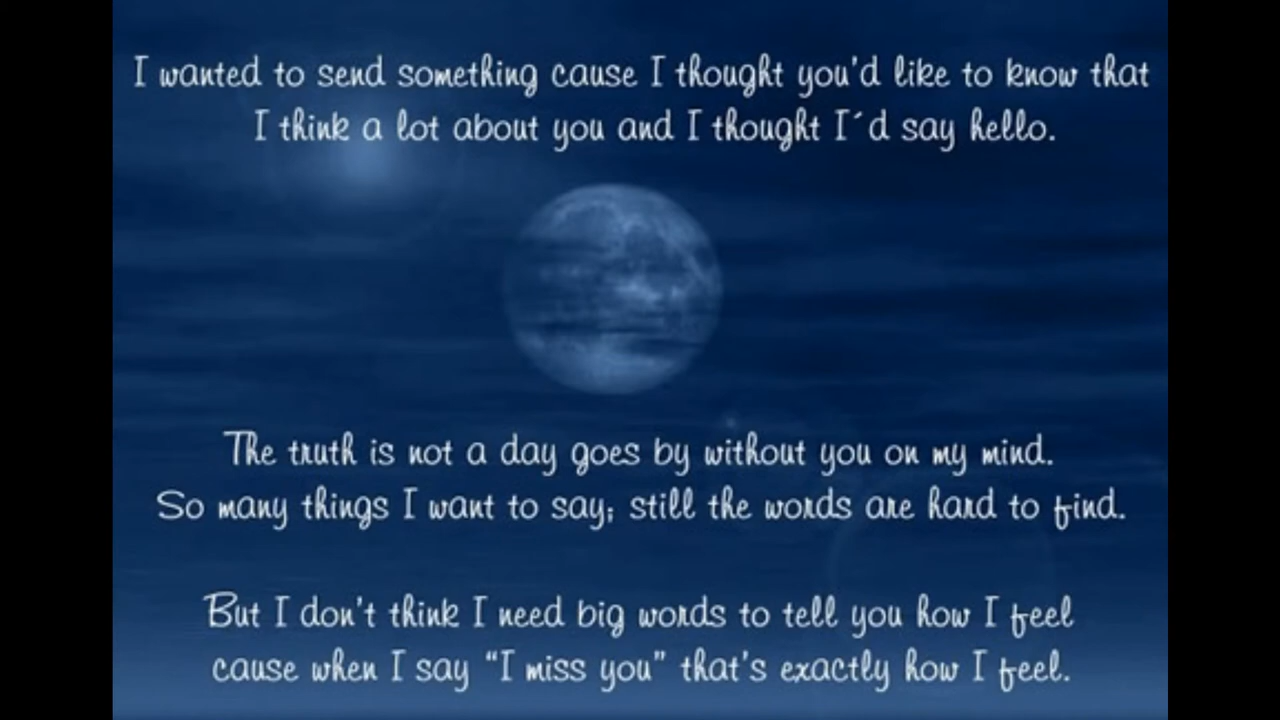 I wanted to send something cause I thought you'd like to know that
I think a lot about you and I thought I´d say hello.
The truth is not a day goes by without you on my mind.
So many things I want to say; still the words are hard to find.
But I don't think I need big words to tell you how I feel
cause when I say “I miss you” that's exactly how I feel.